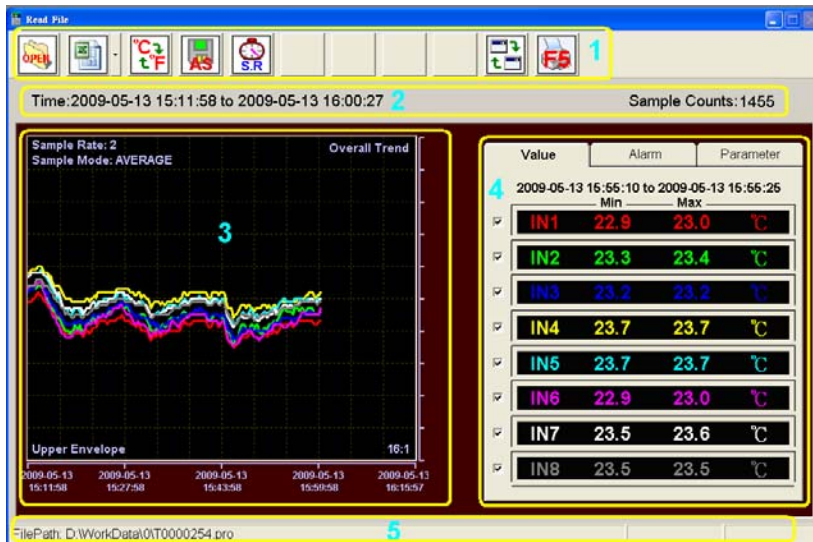 Read File
OPEN
°C
°F
AS
S.R
F5
1
Time:2009-05-13 15:11:58 to 2009-05-13 16:00:27
2
Sample Counts:1455
Sample Rate: 2
Overall Trend
Sample Mode: AVERAGE
3
Upper Envelope
16:1
2009-05-13 2009-05-13 2009-05-13 2009-05-13 2009-05-13
15:11:58 15:27:58 15:43:58 15:59:58 16:15:57
Value Alarm Parameter
4
2009-05-13 15:55:10 to 2009-05-13 15:55:25
Min Max
IN1 22.9 23.0 °C
IN2 23.3 23.4 °C
IN3 23.2 23.2 °C
IN4 23.7 23.7 °C
IN5 23.7 23.7 °C
IN6 22.9 23.0 °C
IN7 23.5 23.6 °C
IN8 23.5 23.5 °C
FilePath: D:\WorkData\0\T0000254.pro
5